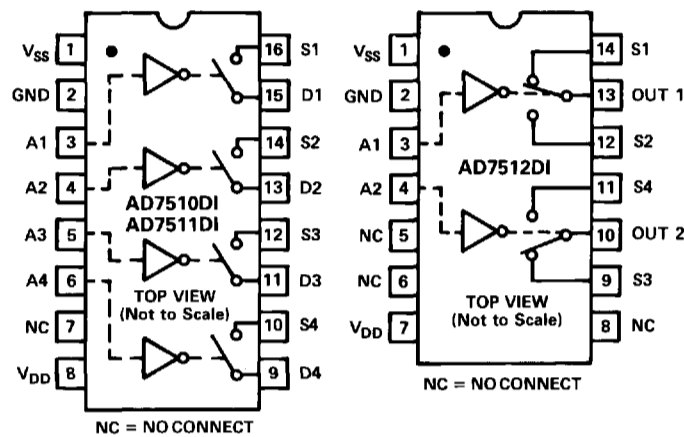 V_SS 1 16 S1
GND 2 15 D1
A1 3 14 S2
A2 4 13 D2
AD7510DI
AD7511DI
A3 5 12 S3
A4 6 11 D3
TOP VIEW
(Not to Scale)
NC 7 10 S4
V_DD 8 9 D4
NC = NO CONNECT
V_SS 1 14 S1
GND 2 13 OUT 1
A1 3 12 S2
AD7512DI
A2 4 11 S4
NC 5 10 OUT 2
NC 6 9 S3
TOP VIEW
(Not to Scale)
V_DD 7 8 NC
NC = NO CONNECT